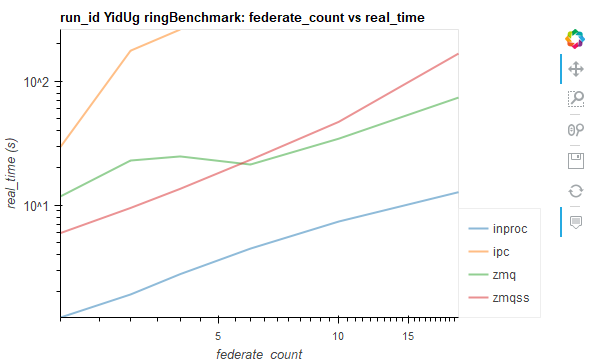 run_id YidUg ringBenchmark: federate_count vs real_time
10^2
10^1
real_time (s)
5
10
15
federate_count
inproc
ipc
zmq
zmqss